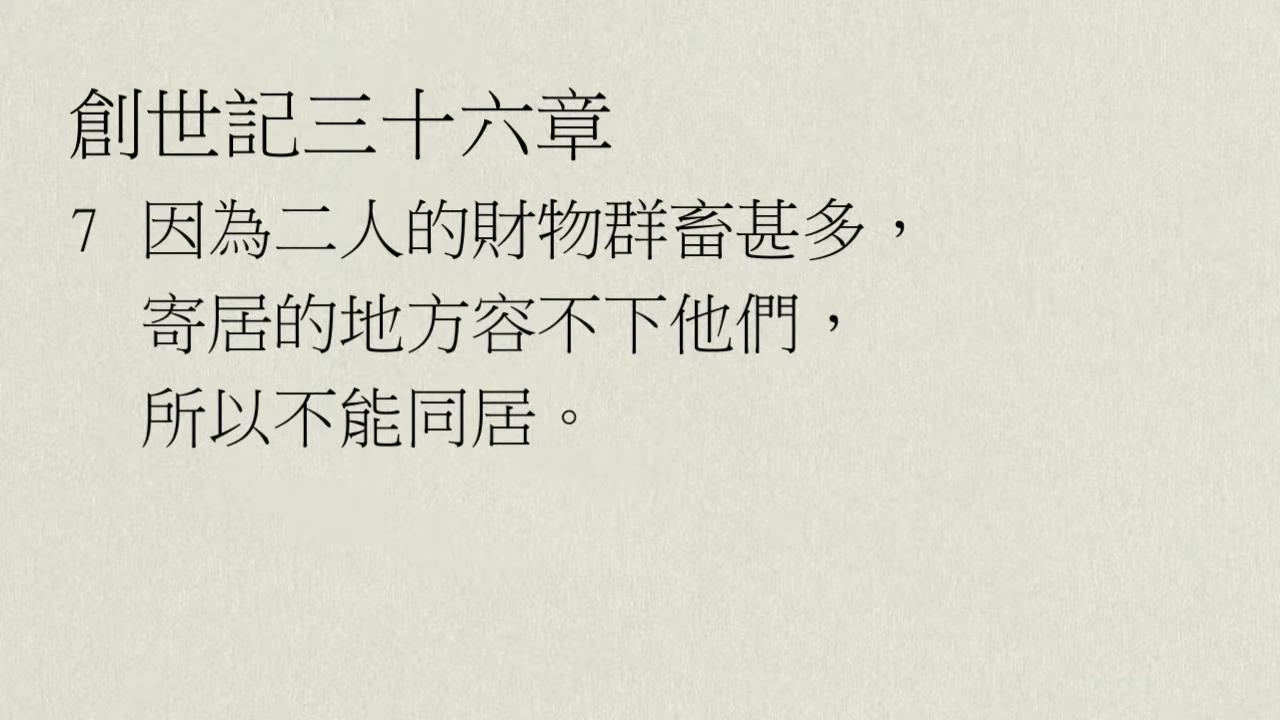 創世記三十六章
7 因為二人的財物群畜甚多，
寄居的地方容不下他們，
所以不能同居。